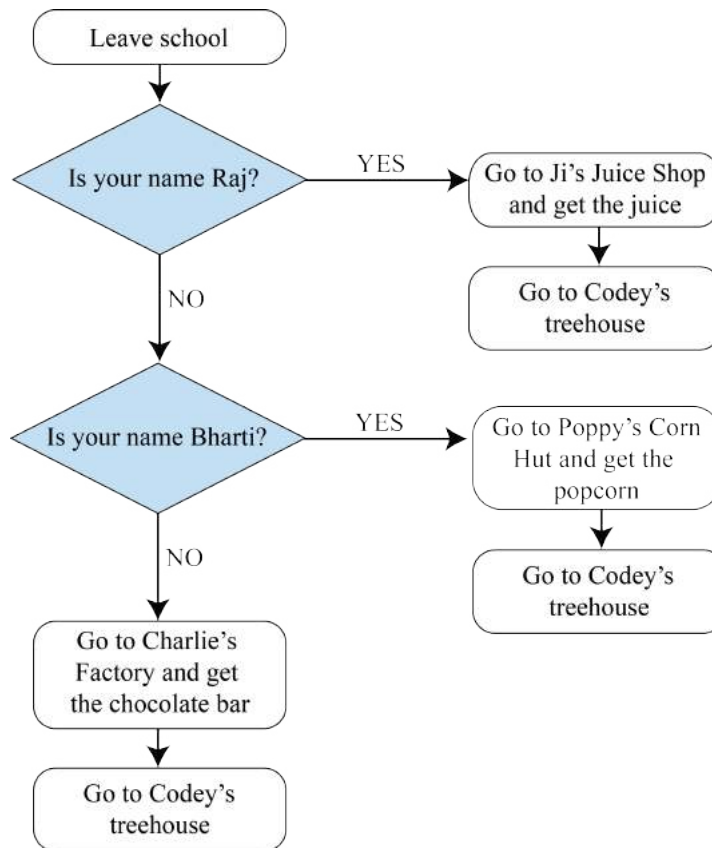 Leave school
Is your name Raj?
YES
Go to Ji's Juice Shop
and get the juice
Go to Codey's
treehouse
NO
Is your name Bharti?
YES
Go to Poppy's Corn
Hut and get the
popcorn
Go to Codey's
treehouse
NO
Go to Charlie's
Factory and get
the chocolate bar
Go to Codey's
treehouse